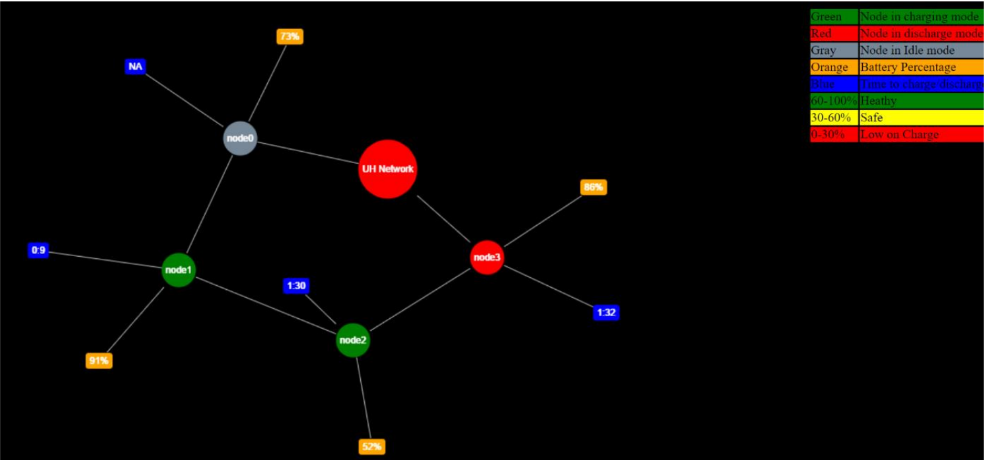 73%
NA
node0
UH Network
86%
0:9
node1
node3
1:30
1:32
node2
91%
52%
Green Node in charging mode
Red Node in discharge mode
Gray Node in Idle mode
Orange Battery Percentage
Blue Time to charge-discharge
60-100% Heathy
30-60% Safe
0-30% Low on Charge